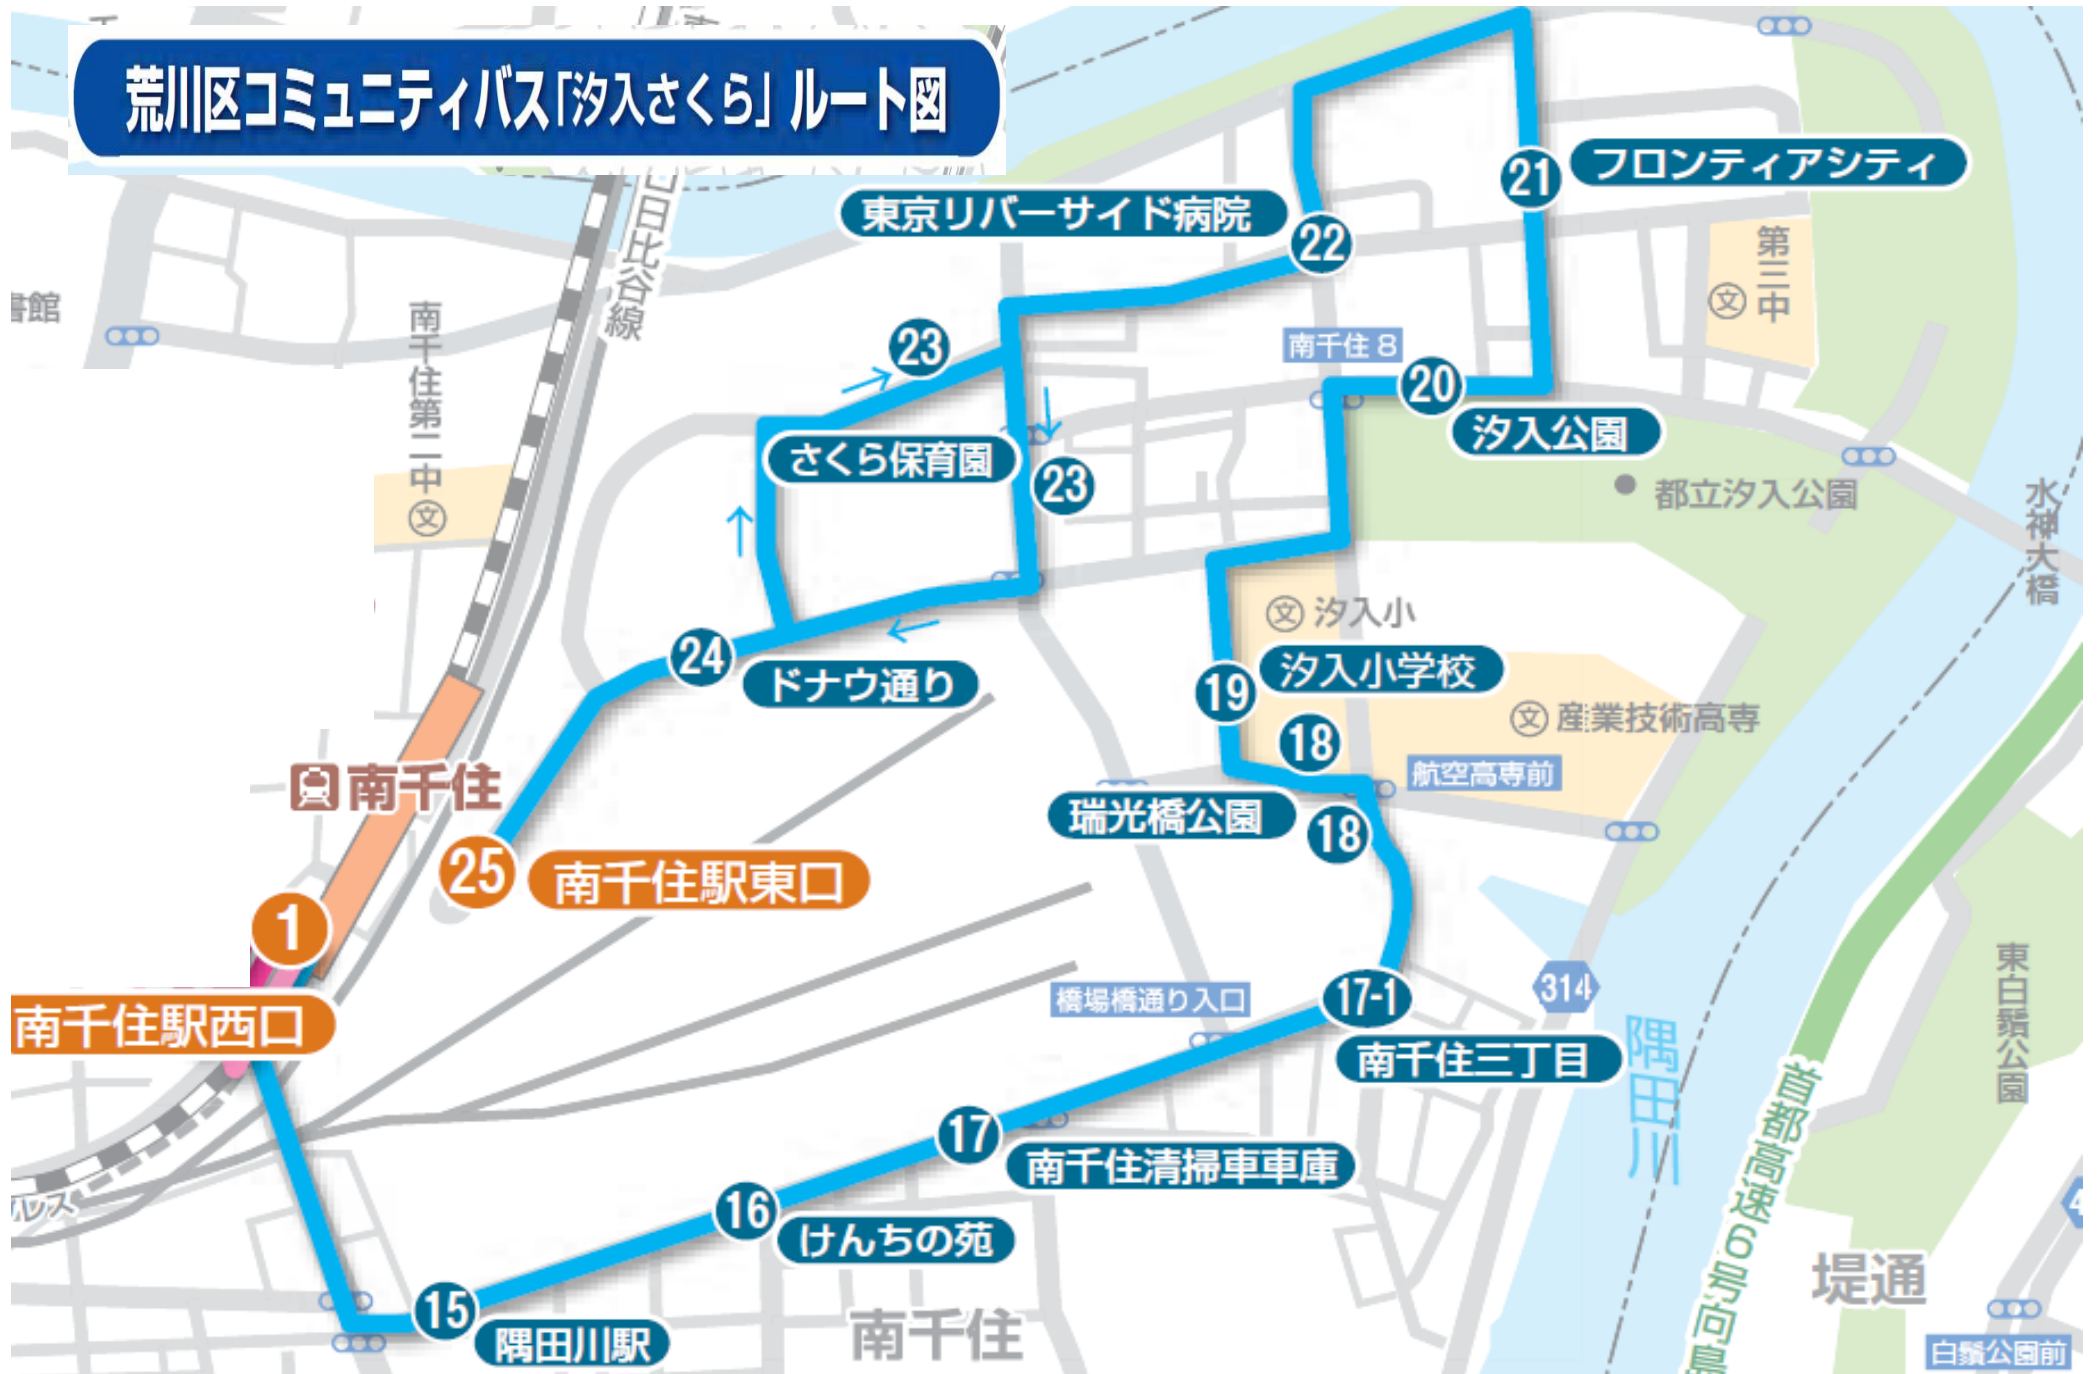 荒川区コミュニティバス「汐入さくら」ルート図
口日比谷線
書館
南千住第二中
文
東京リバーサイド病院
22
21
フロンティアシティ
第三中
文
23
南千住8
20
汐入公園
さくら保育園
23
都立汐入公園
水神大橋
文 汐入小
24
ドナウ通り
19
汐入小学校
18
文 産業技術高専
航空高専前
南千住
瑞光橋公園
18
25
南千住駅東口
1
南千住駅西口
橋場橋通り入口
17-1
314
南千住三丁目
隅田川
東白鬚公園
首都高速6号向島
17
南千住清掃車車庫
16
けんちの苑
15
隅田川駅
南千住
堤通
4
白鬚公園前